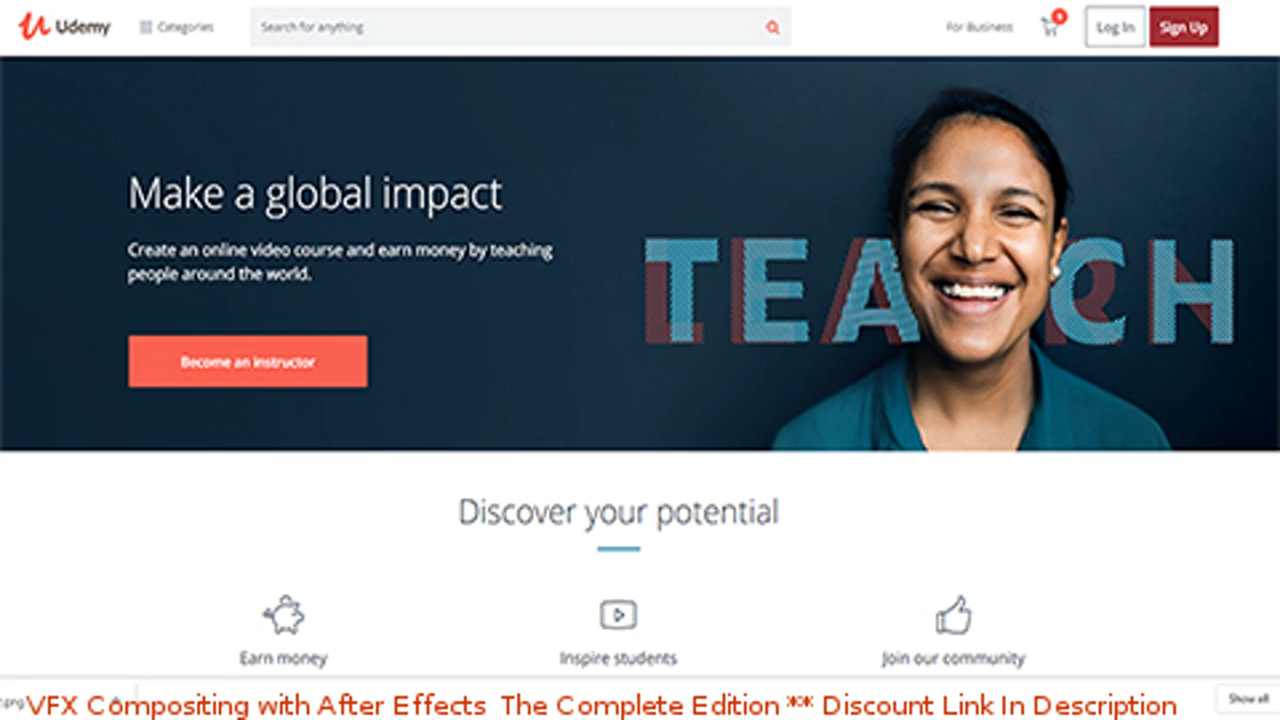 Udemy
Categories
Search for anything
For Business
Log In
Sign Up
Make a global impact
Create an online video course and earn money by teaching
people around the world.
TEACH
Become an instructor
Discover your potential
Earn money
Inspire students
Join our community
Show all
VFX Compositing with After Effects The Complete Edition ** Discount Link In Description